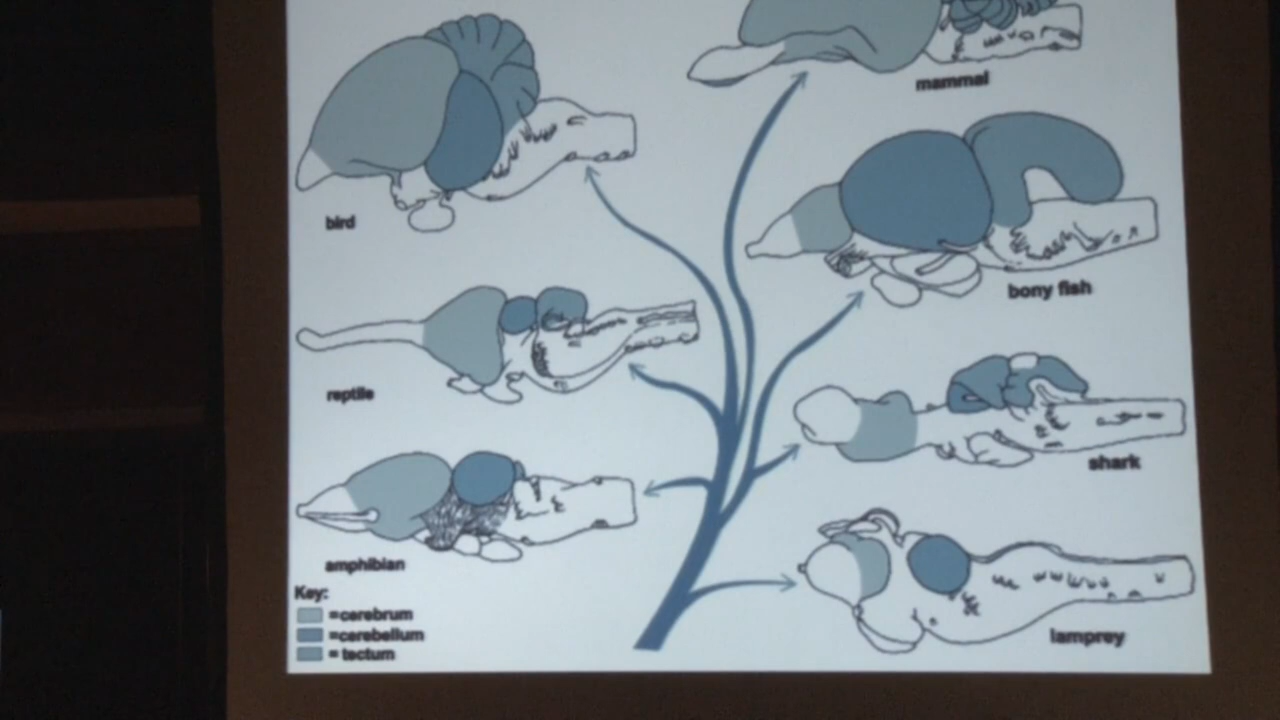 mammal
bird
bony fish
reptile
shark
amphibian
lamprey
Key:
=cerebrum
=cerebellum
= tectum